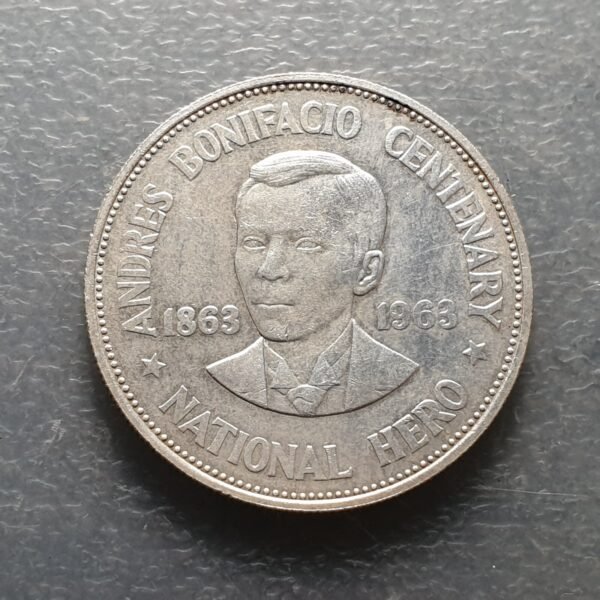 ANDRES BONIFACIO CENTENARY
1863 1963
★ NATIONAL HERO ★